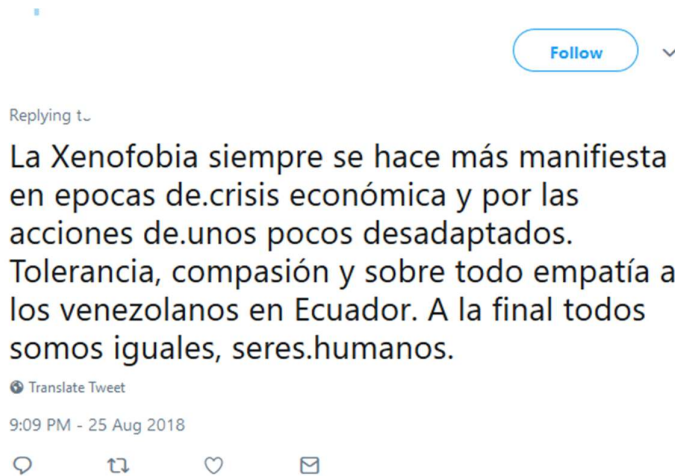 Follow
Replying
La Xenofobia siempre se hace más manifiesta
en epocas de.crisis económica y por las
acciones de.unos pocos desadaptados.
Tolerancia, compasión y sobre todo empatía a
los venezolanos en Ecuador. A la final todos
somos iguales, seres.humanos.
Translate Tweet
9:09 PM - 25 Aug 2018